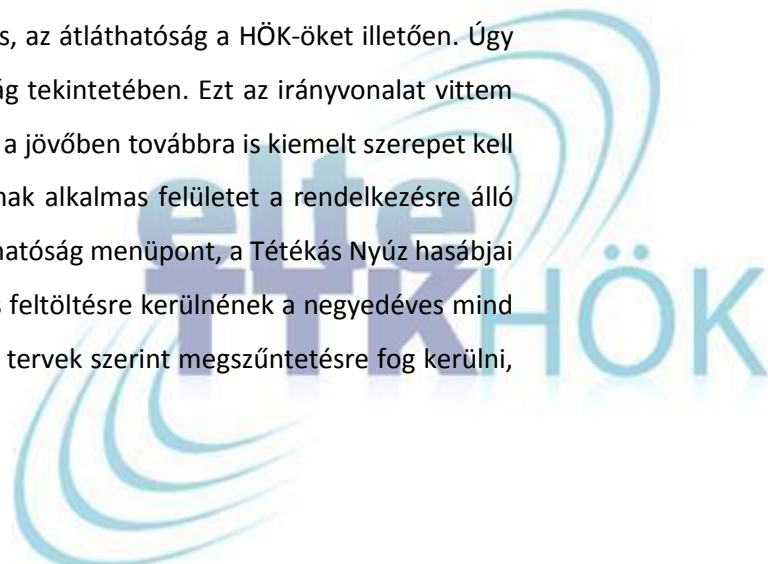 s, az átláthatóság a HÖK-öket illetően. Úgy
ág tekintetében. Ezt az irányvonalat vittem
a jövőben továbbra is kiemelt szerepet kell
nak alkalmas felületet a rendelkezésre álló
hatóság menüpont, a Tétékás Nyúz hasábjai
s feltöltésre kerülnének a negyedéves mind
tervek szerint megszűntetésre fog kerülni,
elte
TTKHÖK